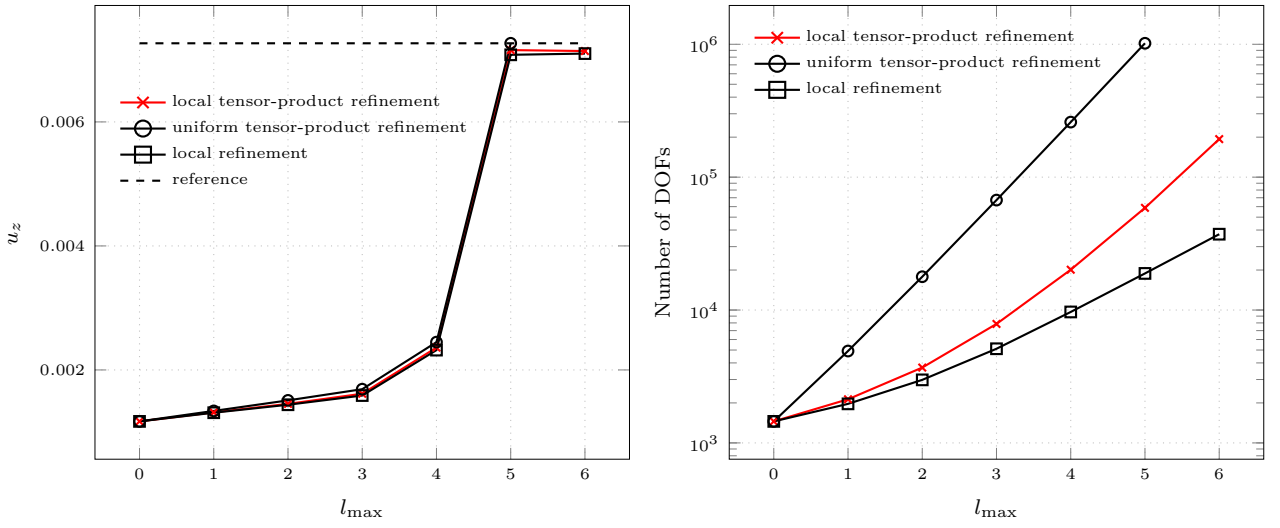 local tensor-product refinement
uniform tensor-product refinement
local refinement
reference
0.006
0.004
0.002
u_z
0 1 2 3 4 5 6
l_max
local tensor-product refinement
uniform tensor-product refinement
local refinement
10^6
10^5
10^4
10^3
Number of DOFs
0 1 2 3 4 5 6
l_max